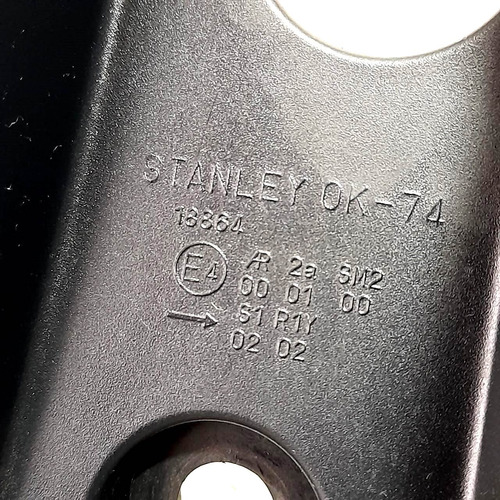 STANLEY OK-74
18864
E4 AR 2a SM2
00 01 00
→ S1 R1Y
02 02